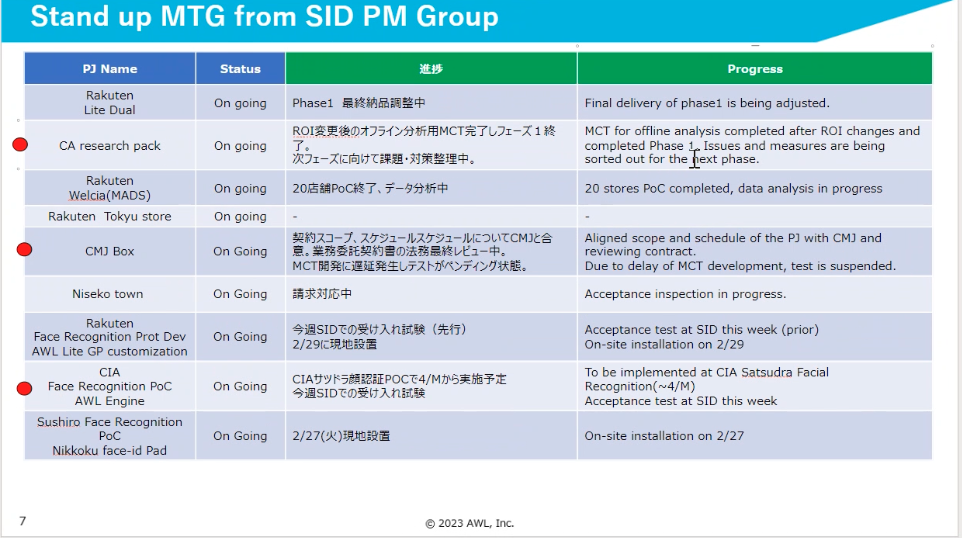 Stand up MTG from SID PM Group
PJ Name Status 進捗 Progress
Rakuten
Lite Dual
On going
Phase1 最終納品調整中
Final delivery of phase1 is being adjusted.
CA research pack
On going
ROI変更後のオフライン分析用MCT完了しフェーズ１終
了。
次フェーズに向けて課題・対策整理中。
MCT for offline analysis completed after ROI changes and
completed Phase 1. Issues and measures are being
sorted out for the next phase.
Rakuten
Welcia(MADS)
On going
20店舗PoC終了、データ分析中
20 stores PoC completed, data analysis in progress
Rakuten Tokyu store
On going
-
-
CMJ Box
On Going
契約スコープ、スケジュールスケジュールについてCMJと合
意。業務委託契約書の法務最終レビュー中。
MCT開発に遅延発生しテストがペンディング状態。
Aligned scope and schedule of the PJ with CMJ and
reviewing contract.
Due to delay of MCT development, test is suspended.
Niseko town
On Going
請求対応中
Acceptance inspection in progress.
Rakuten
Face Recognition Prot Dev
AWL Lite GP customization
On Going
今週SIDでの受け入れ試験（先行）
2/29に現地設置
Acceptance test at SID this week (prior)
On-site installation on 2/29
CIA
Face Recognition PoC
AWL Engine
On Going
CIAサツドラ顔認証POCで4/Mから実施予定
今週SIDでの受け入れ試験
To be implemented at CIA Satsudra Facial
Recognition(~4/M)
Acceptance test at SID this week
Sushiro Face Recognition
PoC
Nikkoku face-id Pad
On Going
2/27(火)現地設置
On-site installation on 2/27
7
© 2023 AWL, Inc.